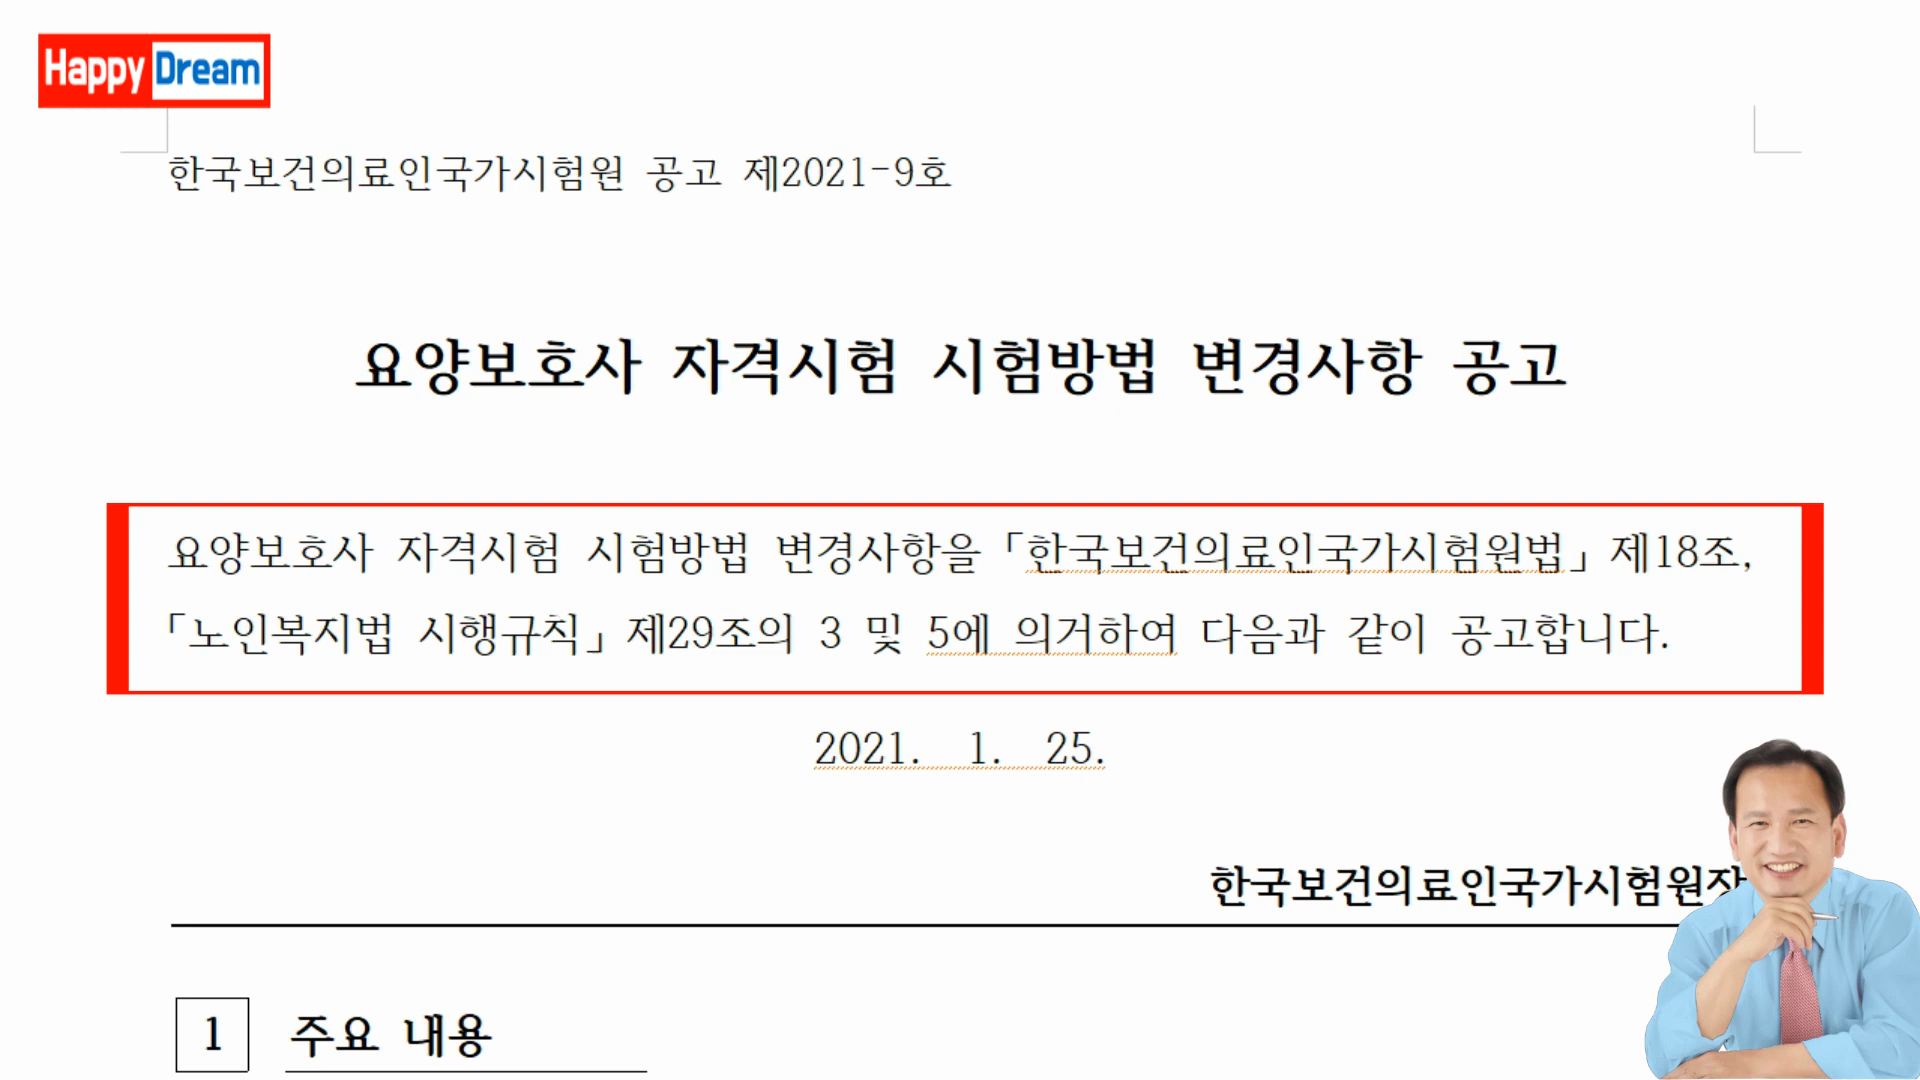 Happy Dream
한국보건의료인국가시험원 공고 제2021-9호
요양보호사 자격시험 시험방법 변경사항 공고
요양보호사 자격시험 시험방법 변경사항을 「한국보건의료인국가시험원법」 제18조,
「노인복지법 시행규칙」 제29조의 3 및 5에 의거하여 다음과 같이 공고합니다.
2021. 1. 25.
한국보건의료인국가시험원장
1 주요 내용